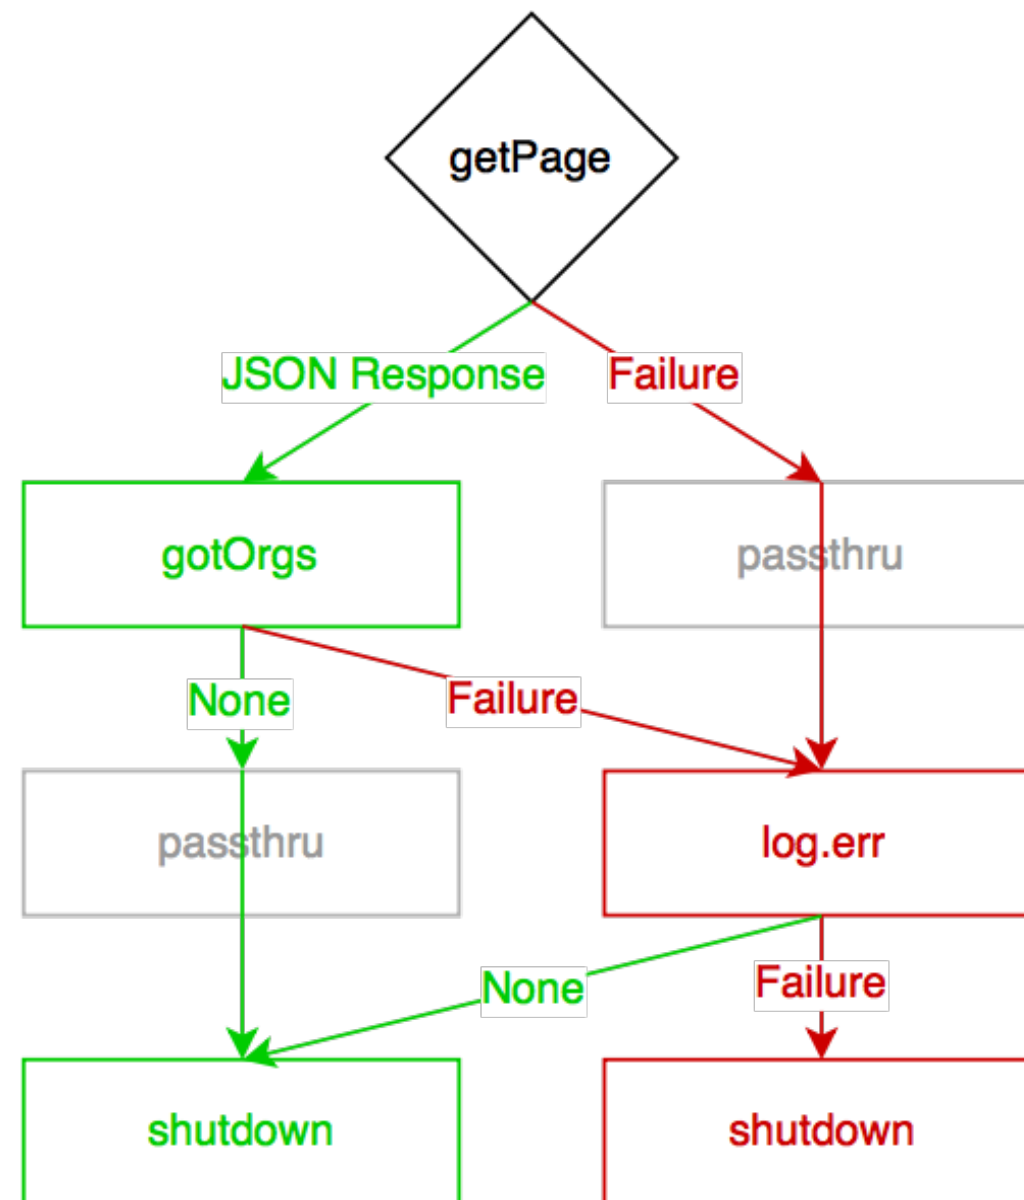 getPage
JSON Response
Failure
gotOrgs
passthru
None
Failure
passthru
log.err
None
Failure
shutdown
shutdown